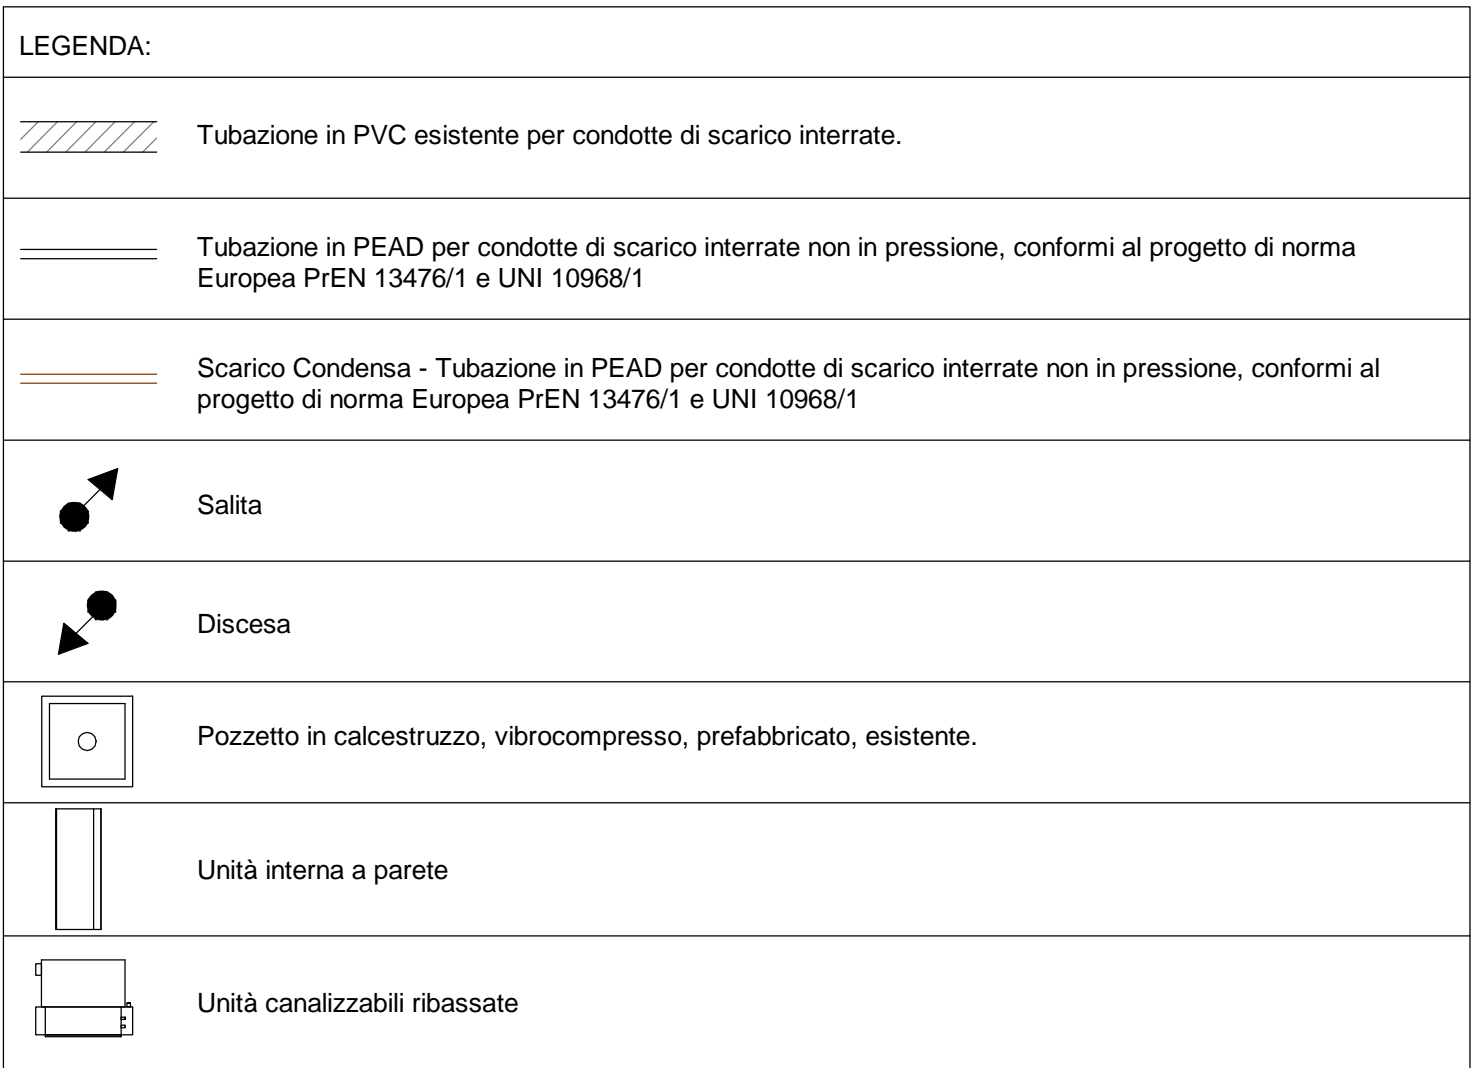 LEGENDA:
Tubazione in PVC esistente per condotte di scarico interrate.
Tubazione in PEAD per condotte di scarico interrate non in pressione, conformi al progetto di norma
Europea PrEN 13476/1 e UNI 10968/1
Scarico Condensa - Tubazione in PEAD per condotte di scarico interrate non in pressione, conformi al
progetto di norma Europea PrEN 13476/1 e UNI 10968/1
Salita
Discesa
Pozzetto in calcestruzzo, vibrocompresso, prefabbricato, esistente.
Unità interna a parete
Unità canalizzabili ribassate